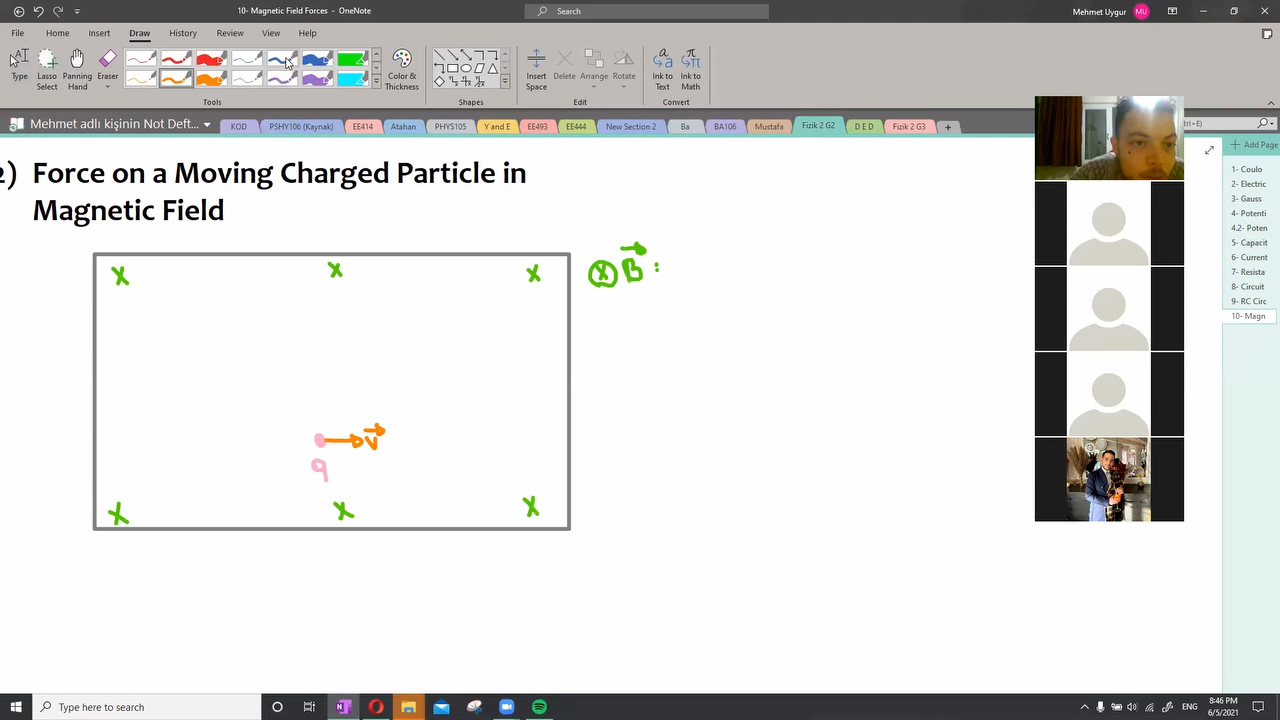 10- Magnetic Field Forces - OneNote
Search
Mehmet Uygur
MU
File Home Insert Draw History Review View Help
Type
Lasso Select
Panning Hand
Eraser
Color & Thickness
Insert Space
Delete
Arrange
Rotate
Ink to Text
Ink to Math
Tools
Shapes
Edit
Convert
Mehmet adlı kişinin Not Deft...
KOD
PSHY106 (Kaynak)
EE414
Atahan
PHYS105
Y and E
EE493
EE444
New Section 2
Ba
BA106
Mustafa
Fizik 2 G2
D E D
Fizik 2 G3
+
trl+E)
Add Page
1- Coulo
2- Electric
3- Gauss
4- Potenti
4.2- Poten
5- Capacit
6- Current
7- Resista
8- Circuit
9- RC Circ
10- Magn
2) Force on a Moving Charged Particle in
Magnetic Field
X X X
X B :
V
q
X X X
Type here to search
ENG
8:46 PM
6/5/2021